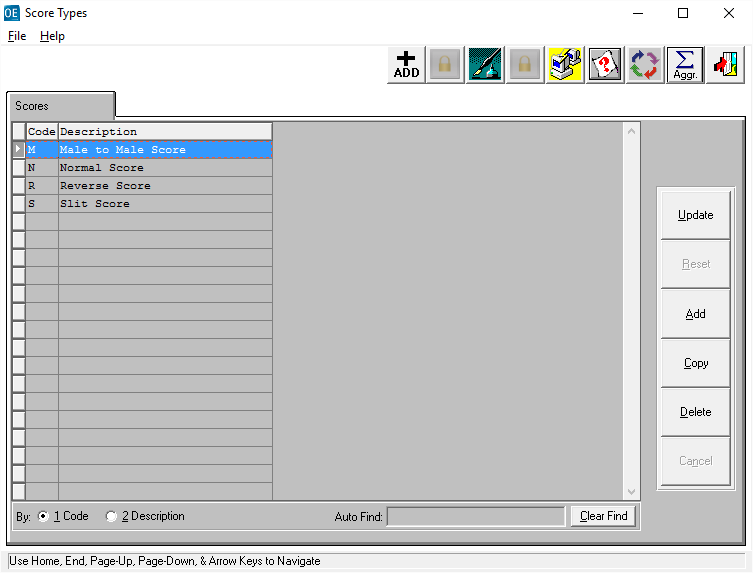 OE Score Types
File Help
ADD
?
Σ
Aggr.
Scores
Code Description
M Male to Male Score
N Normal Score
R Reverse Score
S Slit Score
Update
Reset
Add
Copy
Delete
Cancel
By: 1 Code 2 Description Auto Find: Clear Find
Use Home, End, Page-Up, Page-Down, & Arrow Keys to Navigate